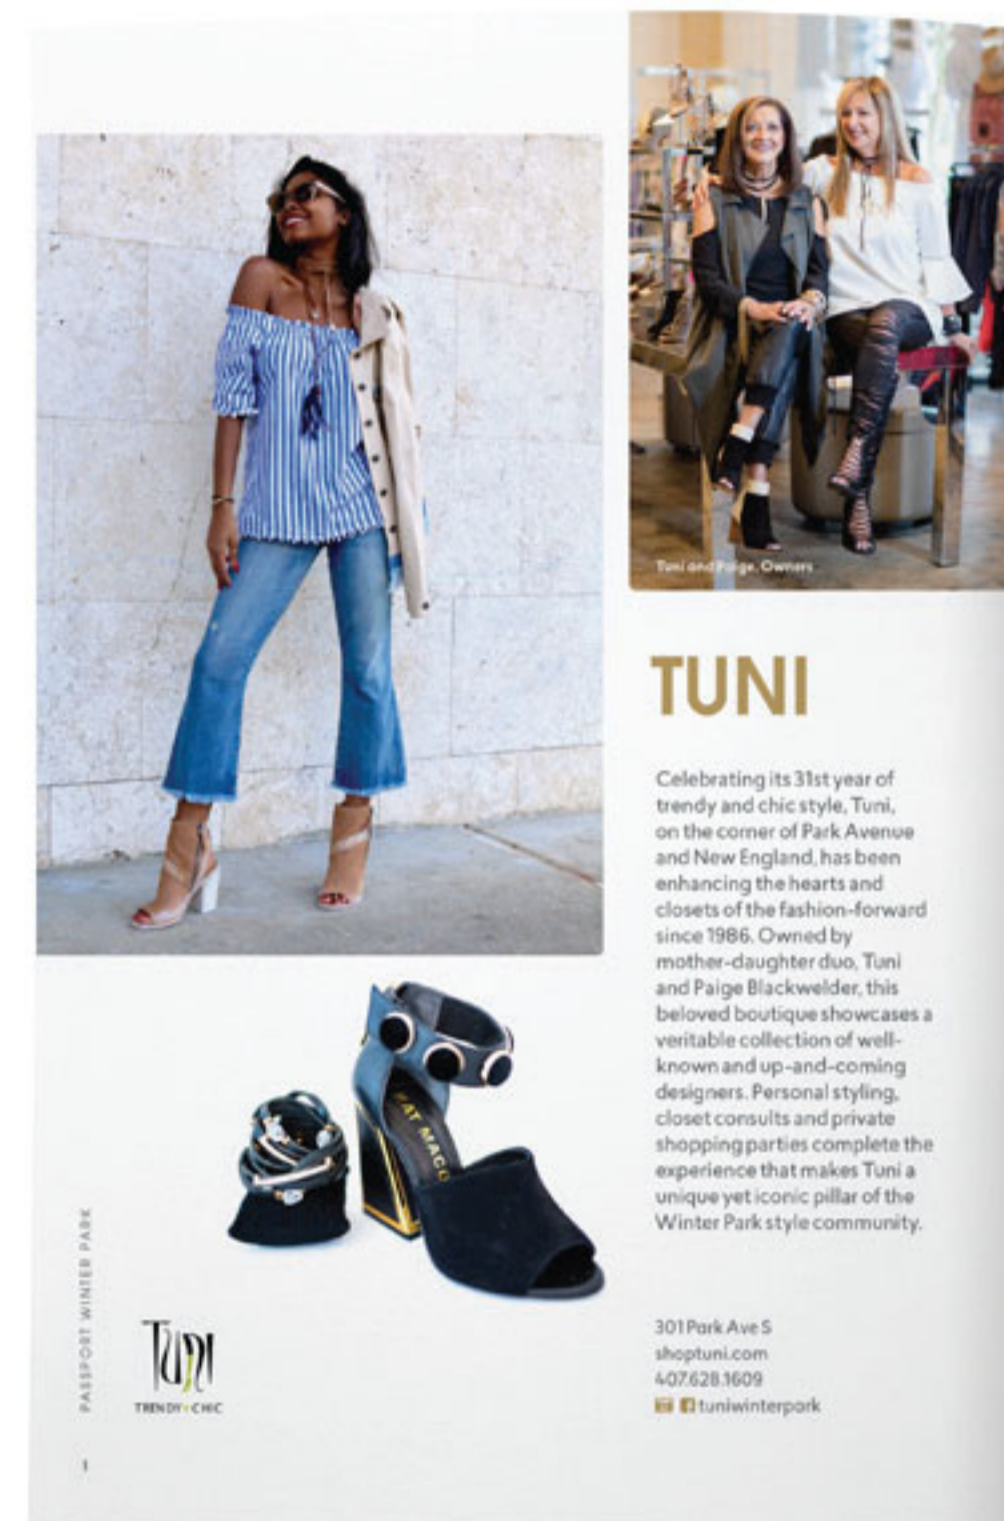 Tuni and Paige, Owners
TUNI
Celebrating its 31st year of
trendy and chic style, Tuni,
on the corner of Park Avenue
and New England, has been
enhancing the hearts and
closets of the fashion-forward
since 1986. Owned by
mother-daughter duo, Tuni
and Paige Blackwelder, this
beloved boutique showcases a
veritable collection of well-
known and up-and-coming
designers. Personal styling,
closet consults and private
shopping parties complete the
experience that makes Tuni a
unique yet iconic pillar of the
Winter Park style community.
301 Park Ave S
shoptuni.com
407.628.1609
tuniwinterpark
KAT MACO
TUNI
TRENDY CHIC
PASSPORT WINTER PARK
1